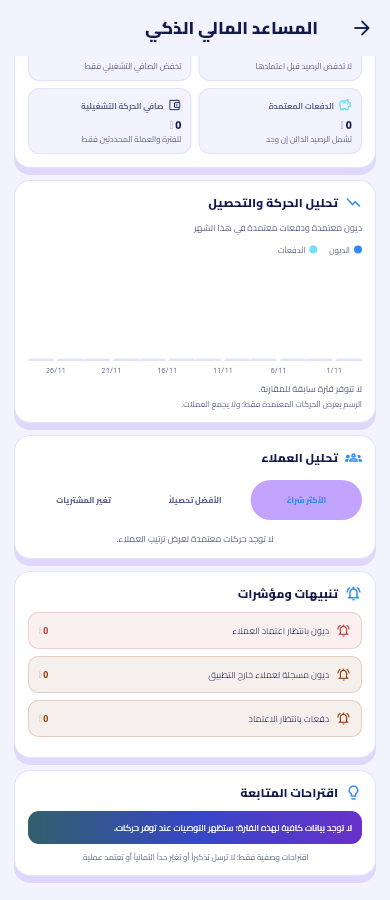 المساعد المالي الذكي
لا تخفض الرصيد قبل اعتمادها
تخفض الصافي التشغيلي فقط
الدفعات المعتمدة
0
تشمل الرصيد الدائن إن وجد
صافي الحركة التشغيلية
0
للفترة والعملة المحددتين فقط
تحليل الحركة والتحصيل
ديون معتمدة ودفعات معتمدة في هذا الشهر
الديون
الدفعات
1/11 6/11 11/11 16/11 21/11 26/11
لا تتوفر فترة سابقة للمقارنة.
الرسم يعرض الحركات المعتمدة فقط؛ ولا يجمع العملات.
تحليل العملاء
الأكثر شراءً
الأفضل تحصيلاً
تغير المشتريات
لا توجد حركات معتمدة لعرض ترتيب العملاء.
تنبيهات ومؤشرات
ديون بانتظار اعتماد العملاء 0
ديون مسجلة لعملاء خارج التطبيق 0
دفعات بانتظار الاعتماد 0
اقتراحات المتابعة
لا توجد بيانات كافية لهذه الفترة؛ ستظهر التوصيات عند توفر حركات.
اقتراحات وصفية فقط؛ لا ترسل تذكيراً أو تغيّر حداً ائتمانياً أو تعتمد عملية.